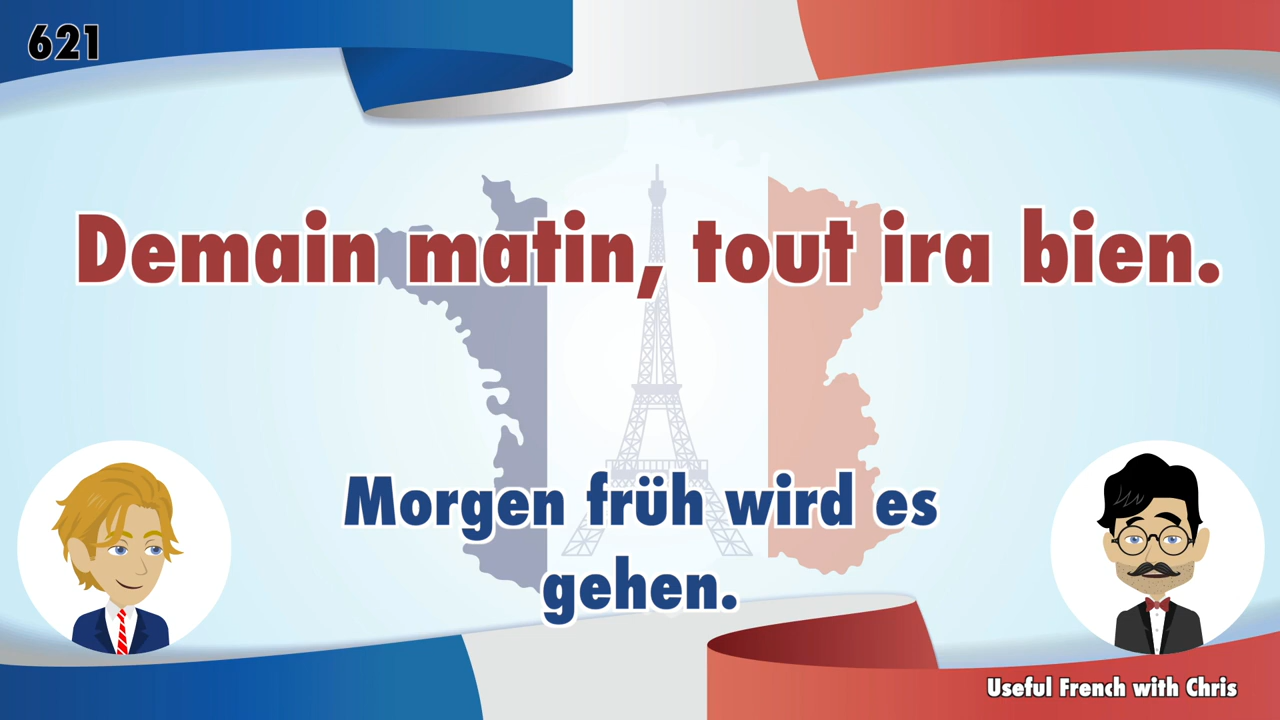 621
Demain matin, tout ira bien.
Morgen früh wird es
gehen.
Useful French with Chris